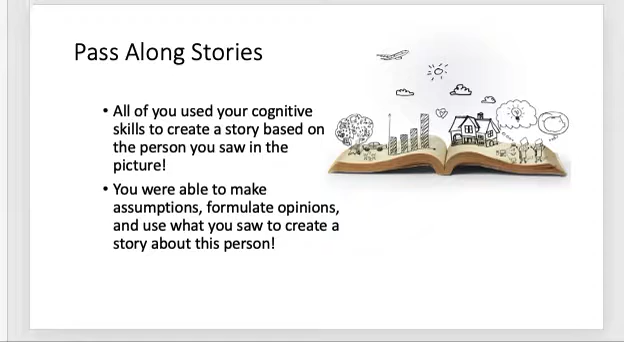 Pass Along Stories
• All of you used your cognitive
skills to create a story based on
the person you saw in the
picture!
• You were able to make
assumptions, formulate opinions,
and use what you saw to create a
story about this person!